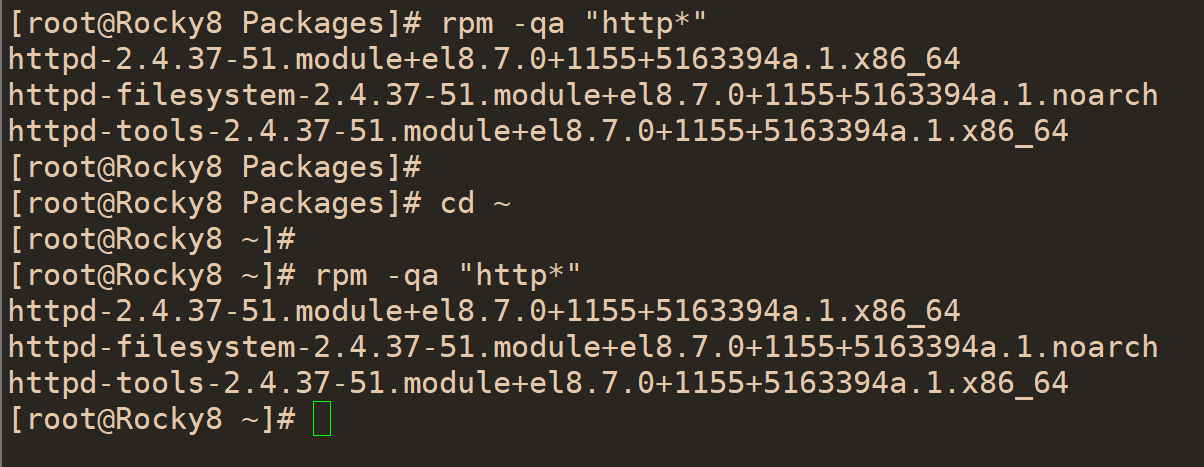 [root@Rocky8 Packages]# rpm -qa "http*"
httpd-2.4.37-51.module+el8.7.0+1155+5163394a.1.x86_64
httpd-filesystem-2.4.37-51.module+el8.7.0+1155+5163394a.1.noarch
httpd-tools-2.4.37-51.module+el8.7.0+1155+5163394a.1.x86_64
[root@Rocky8 Packages]#
[root@Rocky8 Packages]# cd ~
[root@Rocky8 ~]#
[root@Rocky8 ~]# rpm -qa "http*"
httpd-2.4.37-51.module+el8.7.0+1155+5163394a.1.x86_64
httpd-filesystem-2.4.37-51.module+el8.7.0+1155+5163394a.1.noarch
httpd-tools-2.4.37-51.module+el8.7.0+1155+5163394a.1.x86_64
[root@Rocky8 ~]#